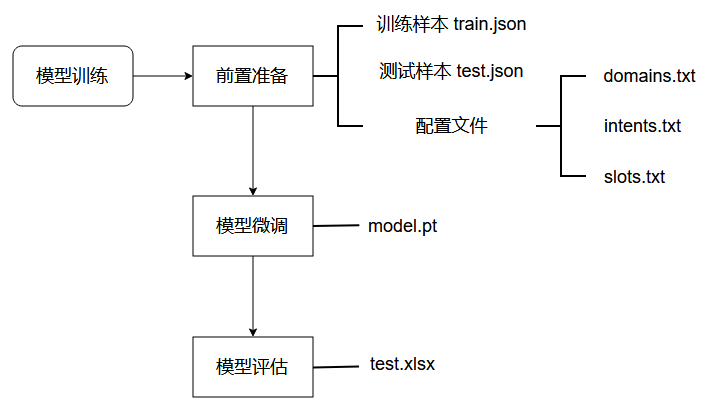 训练样本 train.json
模型训练
前置准备
测试样本 test.json
domains.txt
配置文件
intents.txt
slots.txt
模型微调
model.pt
模型评估
test.xlsx